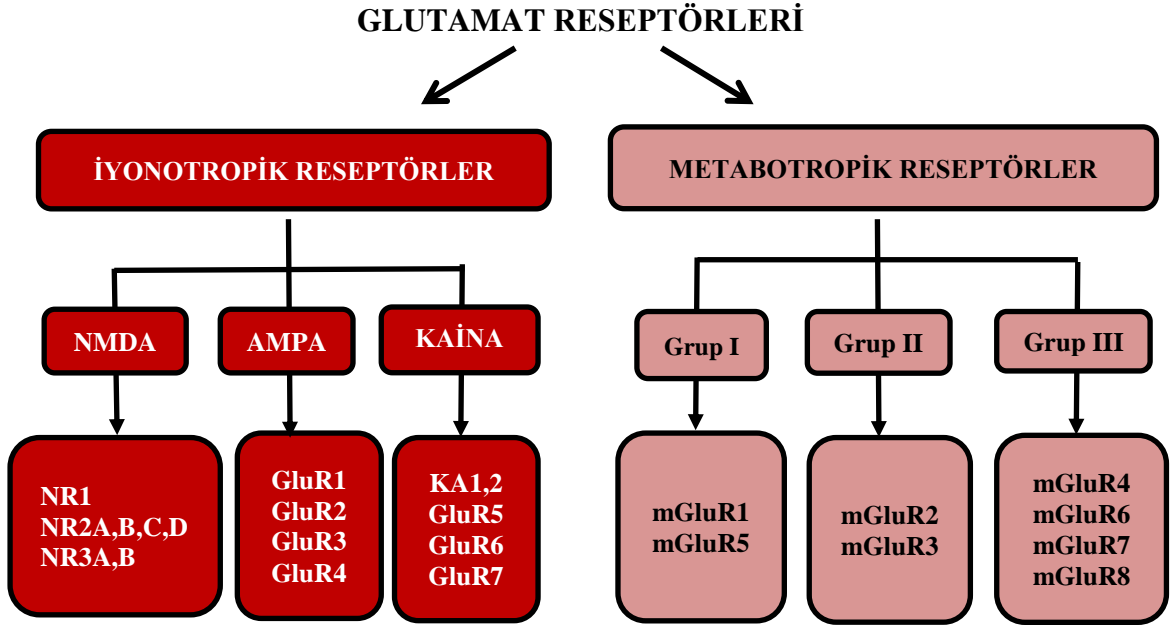 GLUTAMAT RESEPTÖRLERİ
İYONOTROPİK RESEPTÖRLER
METABOTROPİK RESEPTÖRLER
NMDA
AMPA
KAİNA
Grup I
Grup II
Grup III
NR1
NR2A,B,C,D
NR3A,B
GluR1
GluR2
GluR3
GluR4
KA1,2
GluR5
GluR6
GluR7
mGluR1
mGluR5
mGluR2
mGluR3
mGluR4
mGluR6
mGluR7
mGluR8